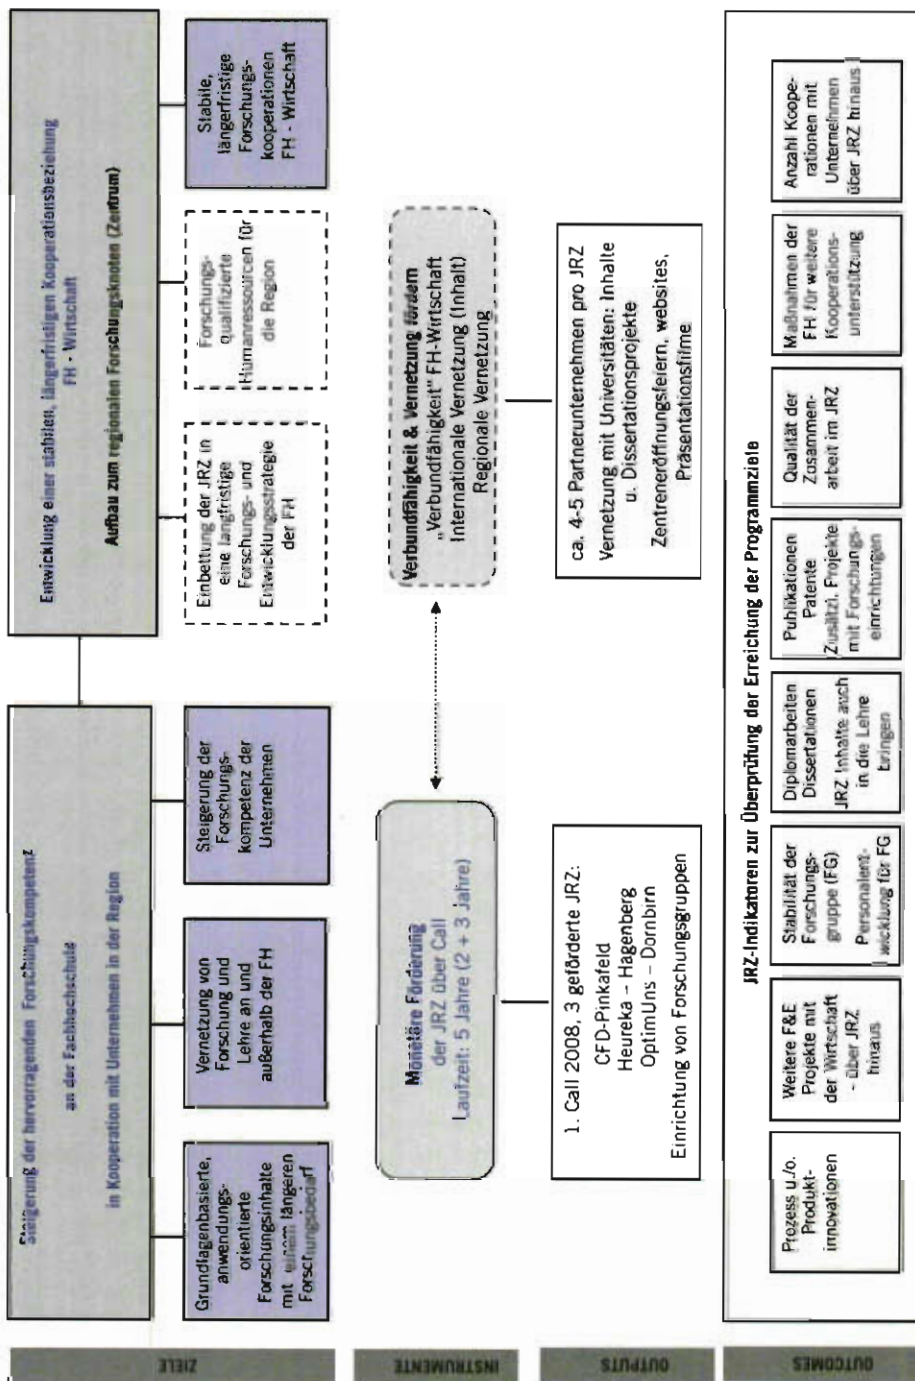 ZIELE
Steigerung der hervorragenden Forschungskompetenz
an der Fachhochschule
in Kooperation mit Unternehmen in der Region
Entwicklung einer stabilen, längerfristigen Kooperationsbeziehung
FH - Wirtschaft
Aufbau zum regionalen Forschungsknoten (Zentrum)
Grundlagenbasierte,
anwendungs-
orientierte
Forschungsinhalte
mit einem längeren
Forschungsbedarf
Vernetzung von
Forschung und
Lehre an und
außerhalb der FH
Steigerung der
Forschungs-
kompetenz der
Unternehmen
Einbettung der JRZ in
eine langfristige
Forschungs- und
Entwicklungsstrategie
der FH
Forschungs-
qualifizierte
Humanressourcen für
die Region
Stabile,
längerfristige
Forschungs-
kooperationen
FH - Wirtschaft
INSTRUMENTE
Monetäre Förderung
der JRZ über Call
Laufzeit: 5 Jahre (2 + 3 Jahre)
Verbundfähigkeit & Vernetzung fördern
„Verbundfähigkeit" FH-Wirtschaft
Internationale Vernetzung (Inhalt)
Regionale Vernetzung
OUTPUTS
1. Call 2008, 3 geförderte JRZ:
CFD-Pinkafeld
Heureka – Hagenberg
OptimUns – Dornbirn
Einrichtung von Forschungsgruppen
ca. 4-5 Partnerunternehmen pro JRZ
Vernetzung mit Universitäten: Inhalte
u. Dissertationsprojekte
Zentreneröffnungsfeiern, websites,
Präsentationsfilme
OUTCOMES
JRZ-Indikatoren zur Überprüfung der Erreichung der Programmziele
Prozess u./o.
Produkt-
innovationen
Weitere F&E
Projekte mit
der Wirtschaft
- über JRZ
hinaus
Stabilität der
Forschungs-
gruppe (FG)
Personalent-
wicklung für FG
Diplomarbeiten
Dissertationen
JRZ Inhalte auch
in die Lehre
bringen
Publikationen
Patente
Zusätzl. Projekte
mit Forschungs-
einrichtungen
Qualität der
Zusammen-
arbeit im JRZ
Maßnahmen der
FH für weitere
Kooperations-
unterstützung
Anzahl Koope-
rationen mit
Unternehmen
über JRZ hinaus